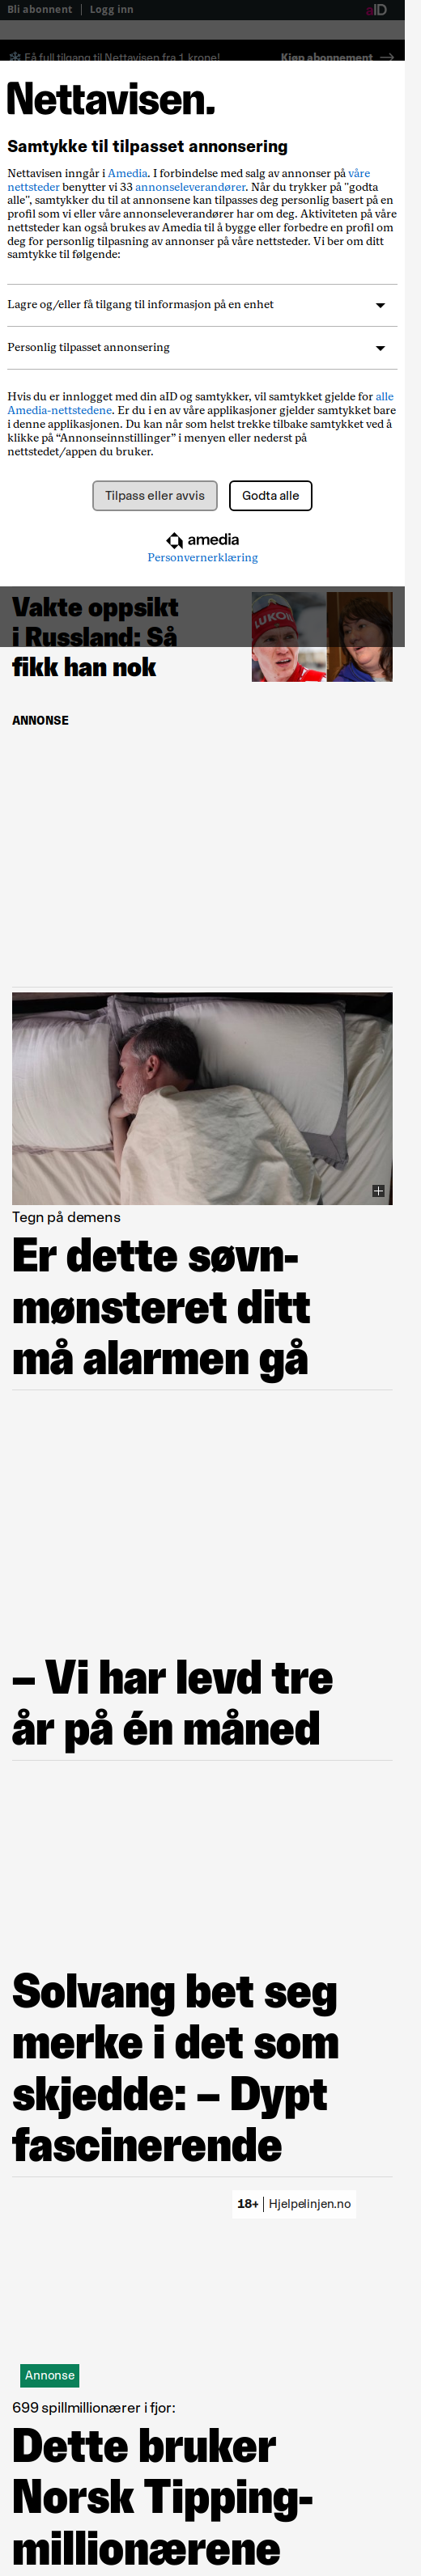 Bli abonnent | Logg inn aID
Få full tilgang til Nettavisen fra 1 krone! Kjøp abonnement →
Nettavisen.
Samtykke til tilpasset annonsering
Nettavisen inngår i Amedia. I forbindelse med salg av annonser på våre
nettsteder benytter vi 33 annonseleverandører. Når du trykker på "godta
alle", samtykker du til at annonsene kan tilpasses deg personlig basert på en
profil som vi eller våre annonseleverandører har om deg. Aktiviteten på våre
nettsteder kan også brukes av Amedia til å bygge eller forbedre en profil om
deg for personlig tilpasning av annonser på våre nettsteder. Vi ber om ditt
samtykke til følgende:
Lagre og/eller få tilgang til informasjon på en enhet
Personlig tilpasset annonsering
Hvis du er innlogget med din aID og samtykker, vil samtykket gjelde for alle
Amedia-nettstedene. Er du i en av våre applikasjoner gjelder samtykket bare
i denne applikasjonen. Du kan når som helst trekke tilbake samtykket ved å
klikke på “Annonseinnstillinger” i menyen eller nederst på
nettstedet/appen du bruker.
Tilpass eller avvis Godta alle
amedia
Personvernerklæring
Vakte oppsikt
i Russland: Så
fikk han nok
LUKOIL
ANNONSE
Tegn på demens
Er dette søvn-
mønsteret ditt
må alarmen gå
– Vi har levd tre
år på én måned
Solvang bet seg
merke i det som
skjedde: – Dypt
fascinerende
18+ | Hjelpelinjen.no
Annonse
699 spillmillionærer i fjor:
Dette bruker
Norsk Tipping-
millionærene